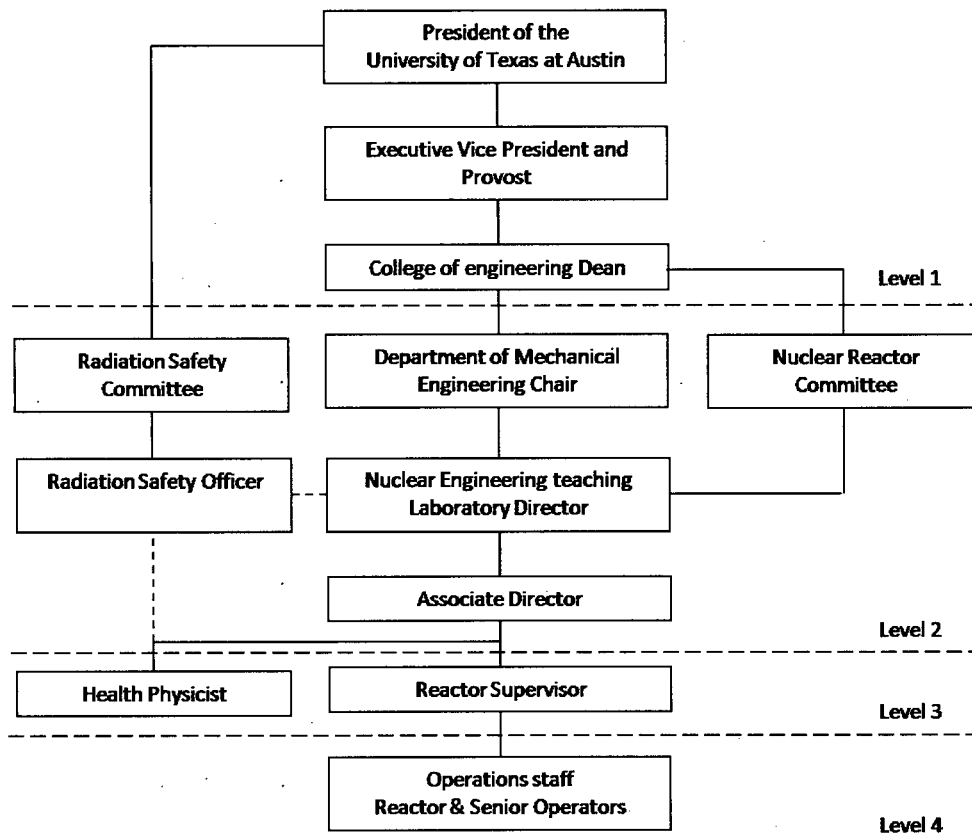 President of the
University of Texas at Austin
Executive Vice President and
Provost
College of engineering Dean
Level 1
Radiation Safety
Committee
Department of Mechanical
Engineering Chair
Nuclear Reactor
Committee
Radiation Safety Officer
Nuclear Engineering teaching
Laboratory Director
Associate Director
Level 2
Health Physicist
Reactor Supervisor
Level 3
Operations staff
Reactor & Senior Operators
Level 4